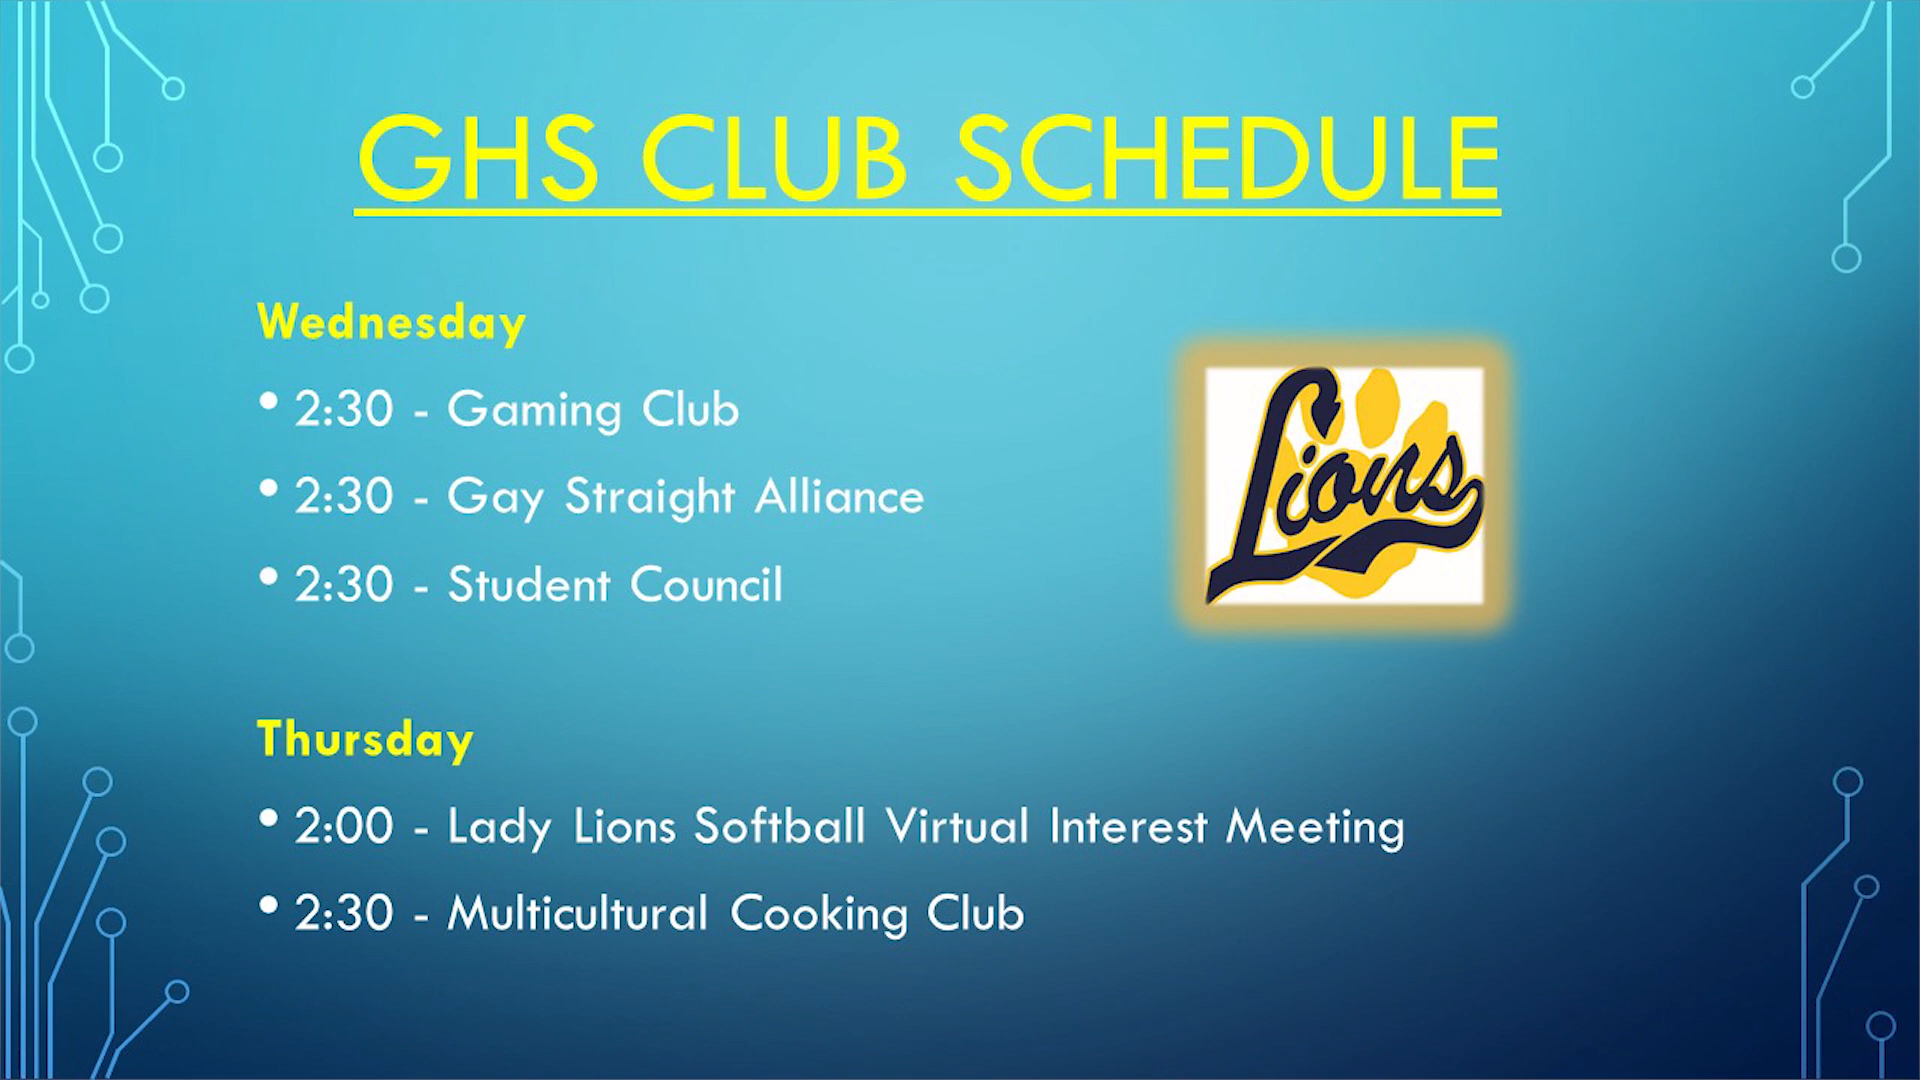 GHS CLUB SCHEDULE
Wednesday
• 2:30 - Gaming Club
• 2:30 - Gay Straight Alliance
• 2:30 - Student Council
Lions
Thursday
• 2:00 - Lady Lions Softball Virtual Interest Meeting
• 2:30 - Multicultural Cooking Club